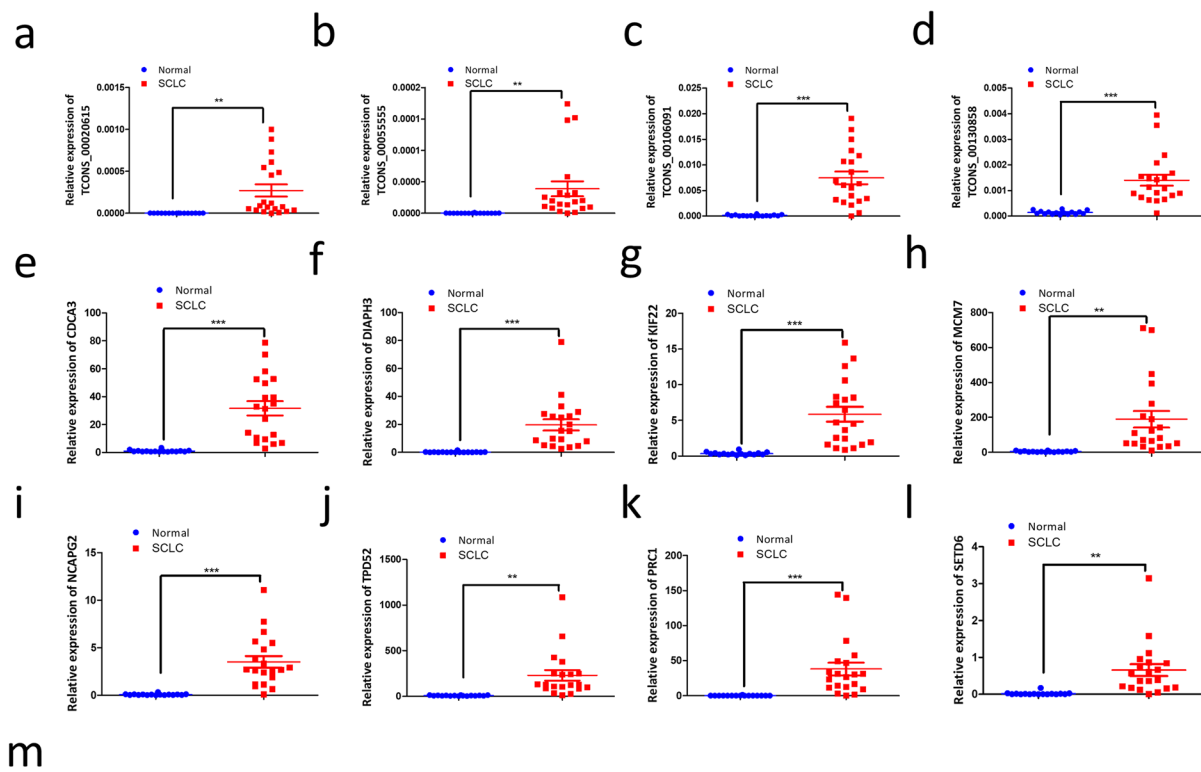 a
b
c
d
Normal
SCLC
**
Relative expression of
TCONS_00020615
0.0015
0.0010
0.0005
0.0000
Normal
SCLC
**
Relative expression of
TCONS_00055555
0.0002
0.0001
0.0001
0.0000
0.0000
Normal
SCLC
***
Relative expression of
TCONS_00106091
0.025
0.020
0.015
0.010
0.005
0.000
Normal
SCLC
***
Relative expression of
TCONS_00130858
0.005
0.004
0.003
0.002
0.001
0.000
e
f
g
h
Normal
SCLC
***
Relative expression of CDCA3
100
80
60
40
20
0
Normal
SCLC
***
Relative expression of DIAPH3
100
80
60
40
20
0
Normal
SCLC
***
Relative expression of KIF22
20
15
10
5
0
Normal
SCLC
**
Relative expression of MCM7
800
600
400
200
0
i
j
k
l
Normal
SCLC
***
Relative expression of NCAPG2
15
10
5
0
Normal
SCLC
**
Relative expression of TPD52
1500
1000
500
0
Normal
SCLC
***
Relative expression of PRC1
200
150
100
50
0
Normal
SCLC
**
Relative expression of SETD6
4
3
2
1
0
m